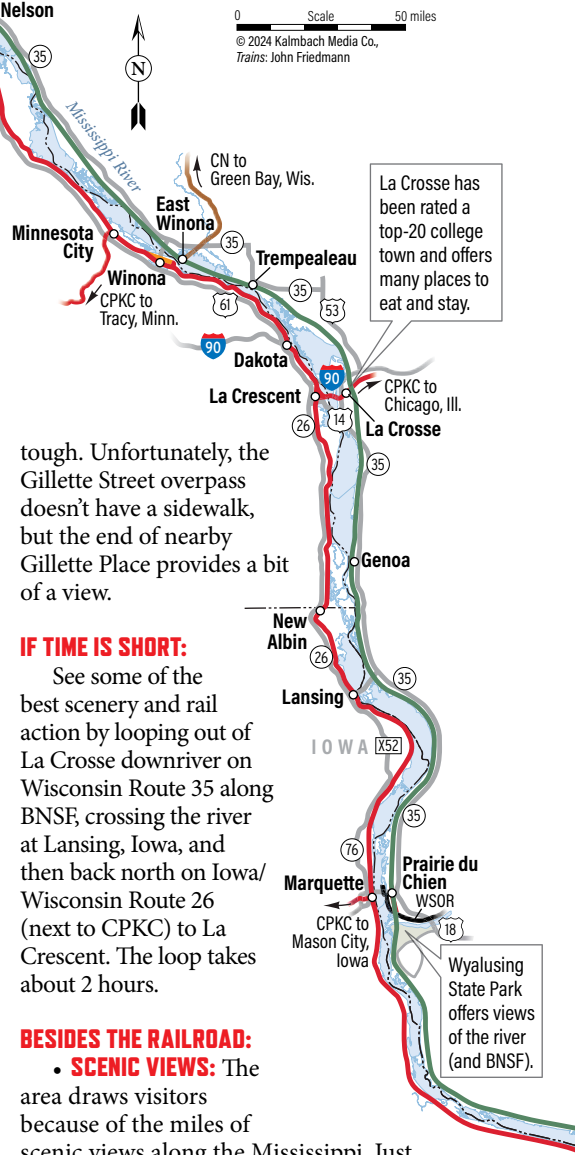 Nelson
0 Scale 50 miles
© 2024 Kalmbach Media Co.,
Trains: John Friedmann
35
N
Mississippi River
CN to
Green Bay, Wis.
East
Winona
35
Minnesota
City
Winona
Trempealeau
35
CPKC to
Tracy, Minn.
61
53
La Crosse has
been rated a
top-20 college
town and offers
many places to
eat and stay.
90
Dakota
90
La Crescent
CPKC to
Chicago, Ill.
26
14
La Crosse
35
tough. Unfortunately, the
Gillette Street overpass
doesn’t have a sidewalk,
but the end of nearby
Gillette Place provides a bit
of a view.
Genoa
New
Albin
26
IF TIME IS SHORT:
See some of the
best scenery and rail
action by looping out of
La Crosse downriver on
Wisconsin Route 35 along
BNSF, crossing the river
at Lansing, Iowa, and
then back north on Iowa/
Wisconsin Route 26
(next to CPKC) to La
Crescent. The loop takes
about 2 hours.
35
Lansing
IOWA
X52
35
76
Prairie du
Chien
Marquette
WSOR
18
CPKC to
Mason City,
Iowa
Wyalusing
State Park
offers views
of the river
(and BNSF).
BESIDES THE RAILROAD:
• SCENIC VIEWS: The
area draws visitors
because of the miles of
scenic views along the Mississippi. Just